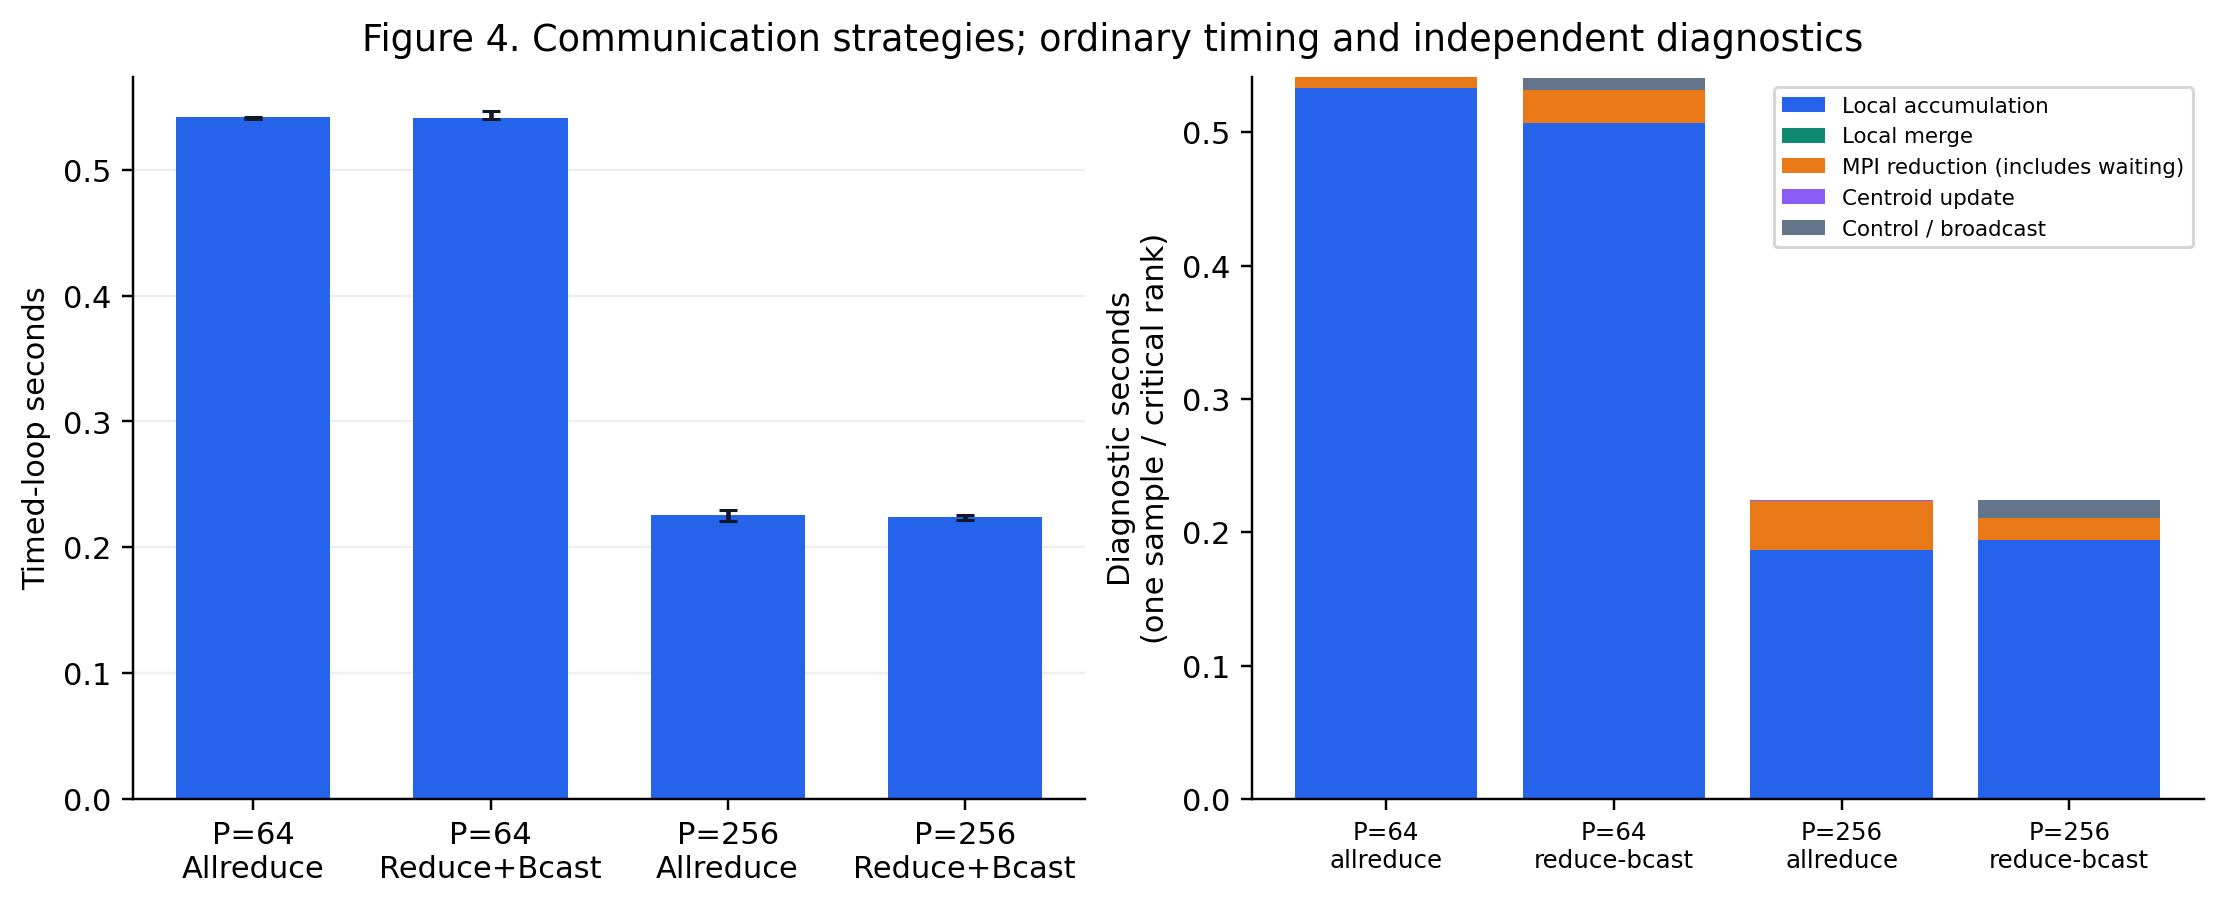 Figure 4. Communication strategies; ordinary timing and independent diagnostics
Timed-loop seconds
0.5
0.4
0.3
0.2
0.1
0.0
P=64
Allreduce
P=64
Reduce+Bcast
P=256
Allreduce
P=256
Reduce+Bcast
Diagnostic seconds
(one sample / critical rank)
0.5
0.4
0.3
0.2
0.1
0.0
Local accumulation
Local merge
MPI reduction (includes waiting)
Centroid update
Control / broadcast
P=64
allreduce
P=64
reduce-bcast
P=256
allreduce
P=256
reduce-bcast